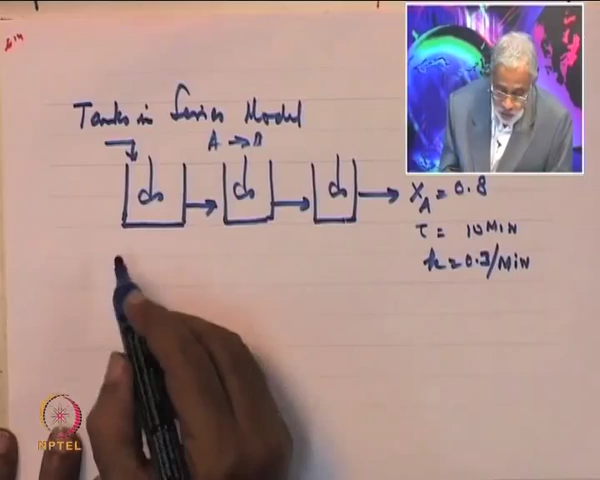 Tanks in Series Model
A → B
X_A = 0.8
τ = 10 Min
k = 0.3/Min
NPTEL